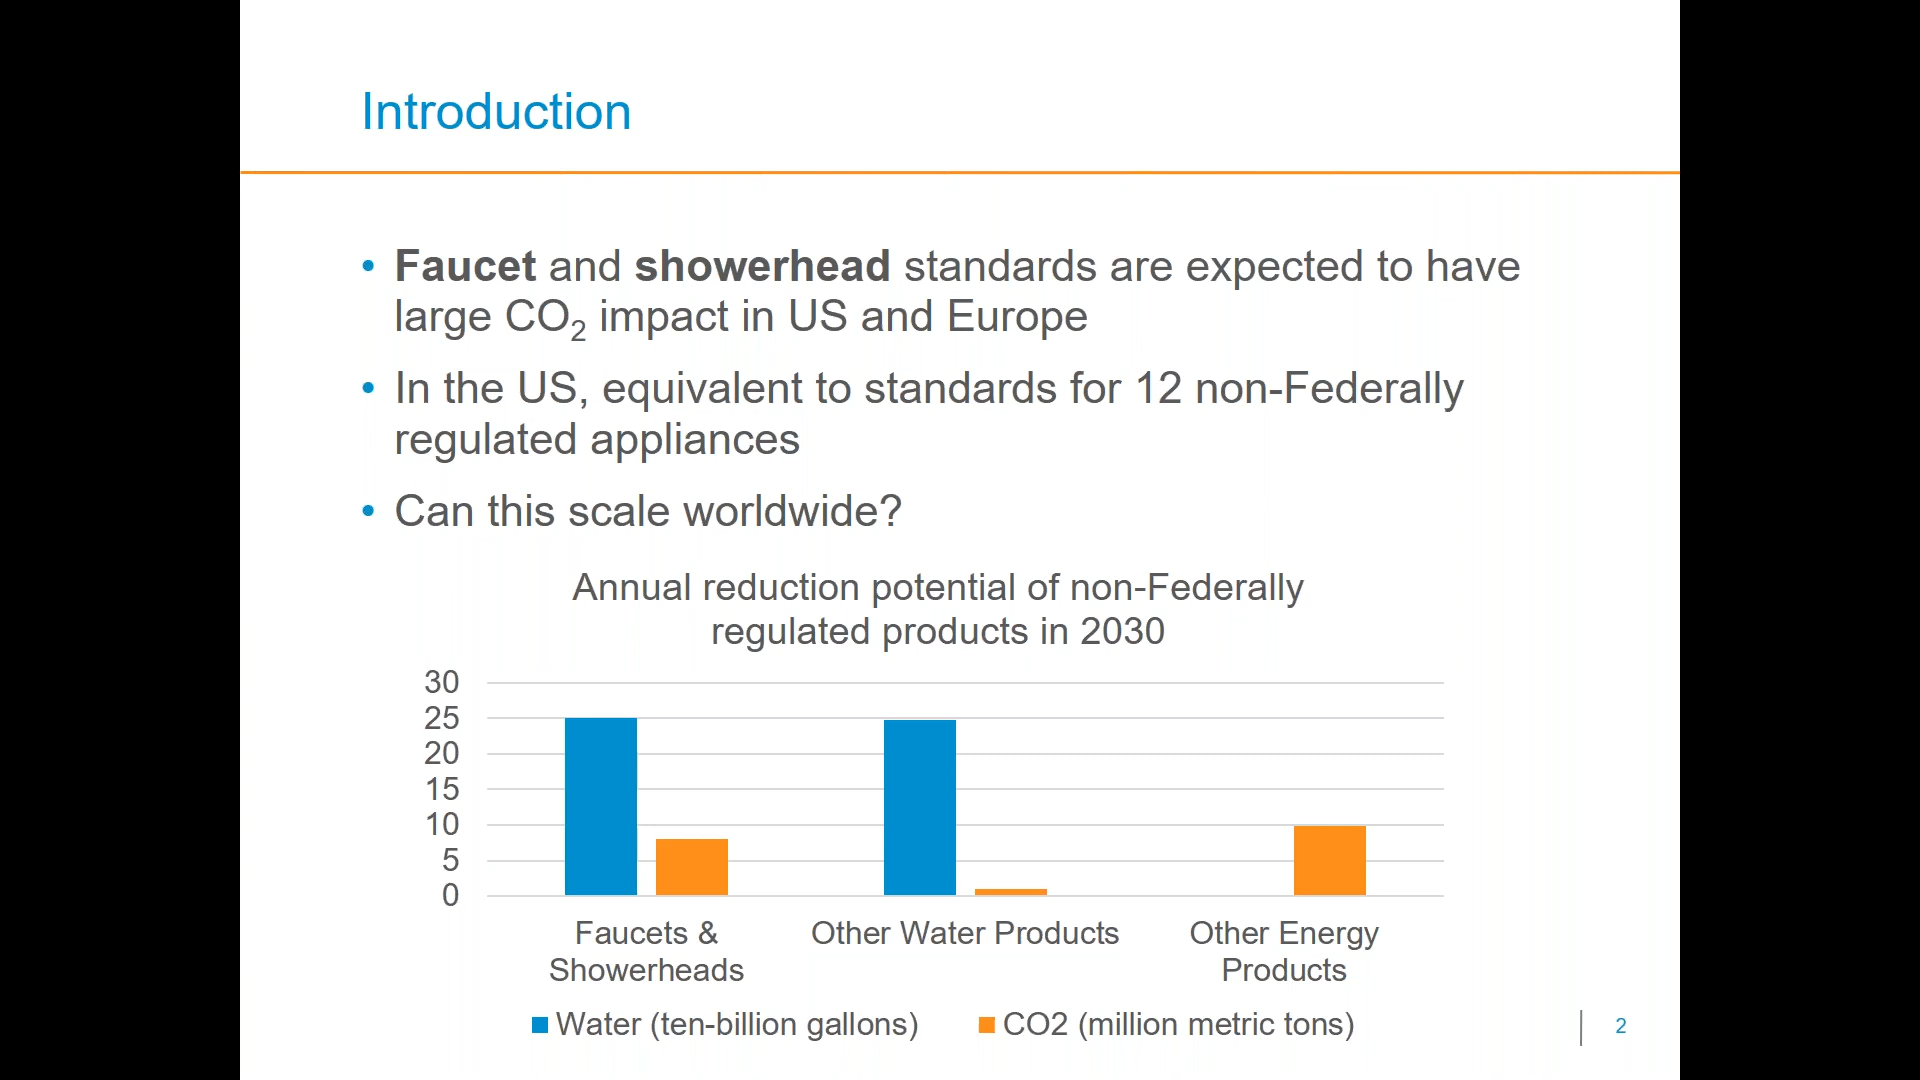 Introduction
• Faucet and showerhead standards are expected to have
large CO₂ impact in US and Europe
• In the US, equivalent to standards for 12 non-Federally
regulated appliances
• Can this scale worldwide?
Annual reduction potential of non-Federally
regulated products in 2030
30
25
20
15
10
5
0
Faucets &
Showerheads
Other Water Products
Other Energy
Products
Water (ten-billion gallons)
CO2 (million metric tons)
2